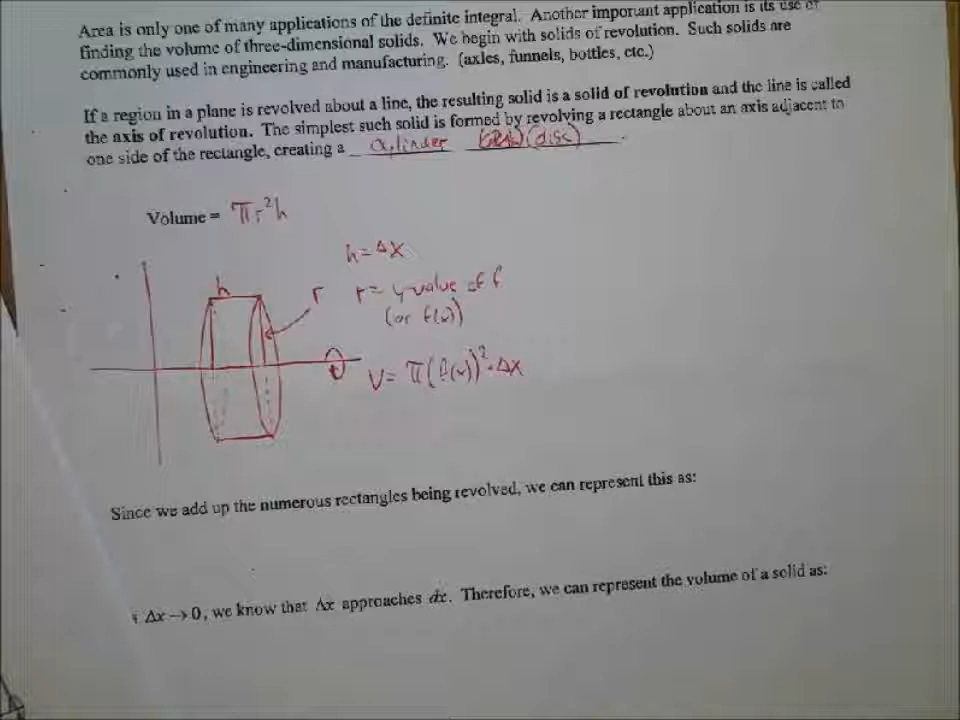 Area is only one of many applications of the definite integral. Another important application is its use of
finding the volume of three-dimensional solids. We begin with solids of revolution. Such solids are
commonly used in engineering and manufacturing. (axles, funnels, bottles, etc.)
If a region in a plane is revolved about a line, the resulting solid is a solid of revolution and the line is called
the axis of revolution. The simplest such solid is formed by revolving a rectangle about an axis adjacent to
one side of the rectangle, creating a cylinder (disc).
Volume = πr²h
h = Δx
h
r
r = y-value of f
(or f(x))
V = π(f(x))²·Δx
Since we add up the numerous rectangles being revolved, we can represent this as:
Δx → 0, we know that Δx approaches dx. Therefore, we can represent the volume of a solid as: